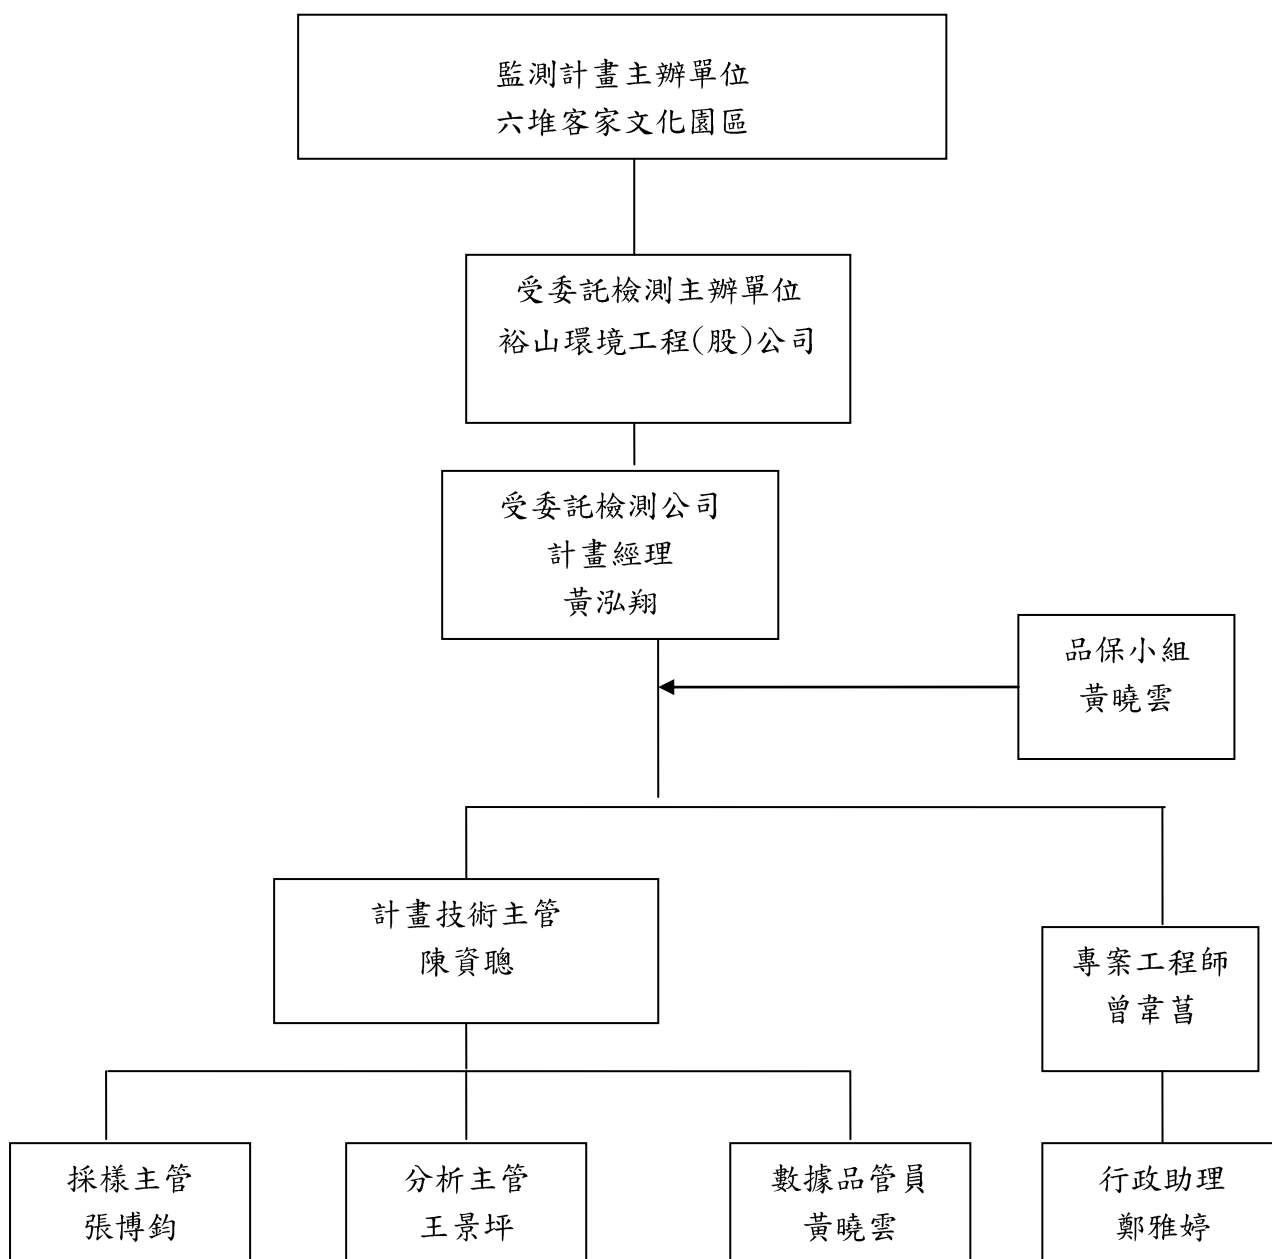 監測計畫主辦單位
六堆客家文化園區
受委託檢測主辦單位
裕山環境工程(股)公司
受委託檢測公司
計畫經理
黃泓翔
品保小組
黃曉雲
計畫技術主管
陳資聰
專案工程師
曾韋菖
採樣主管
張博鈞
分析主管
王景坪
數據品管員
黃曉雲
行政助理
鄭雅婷